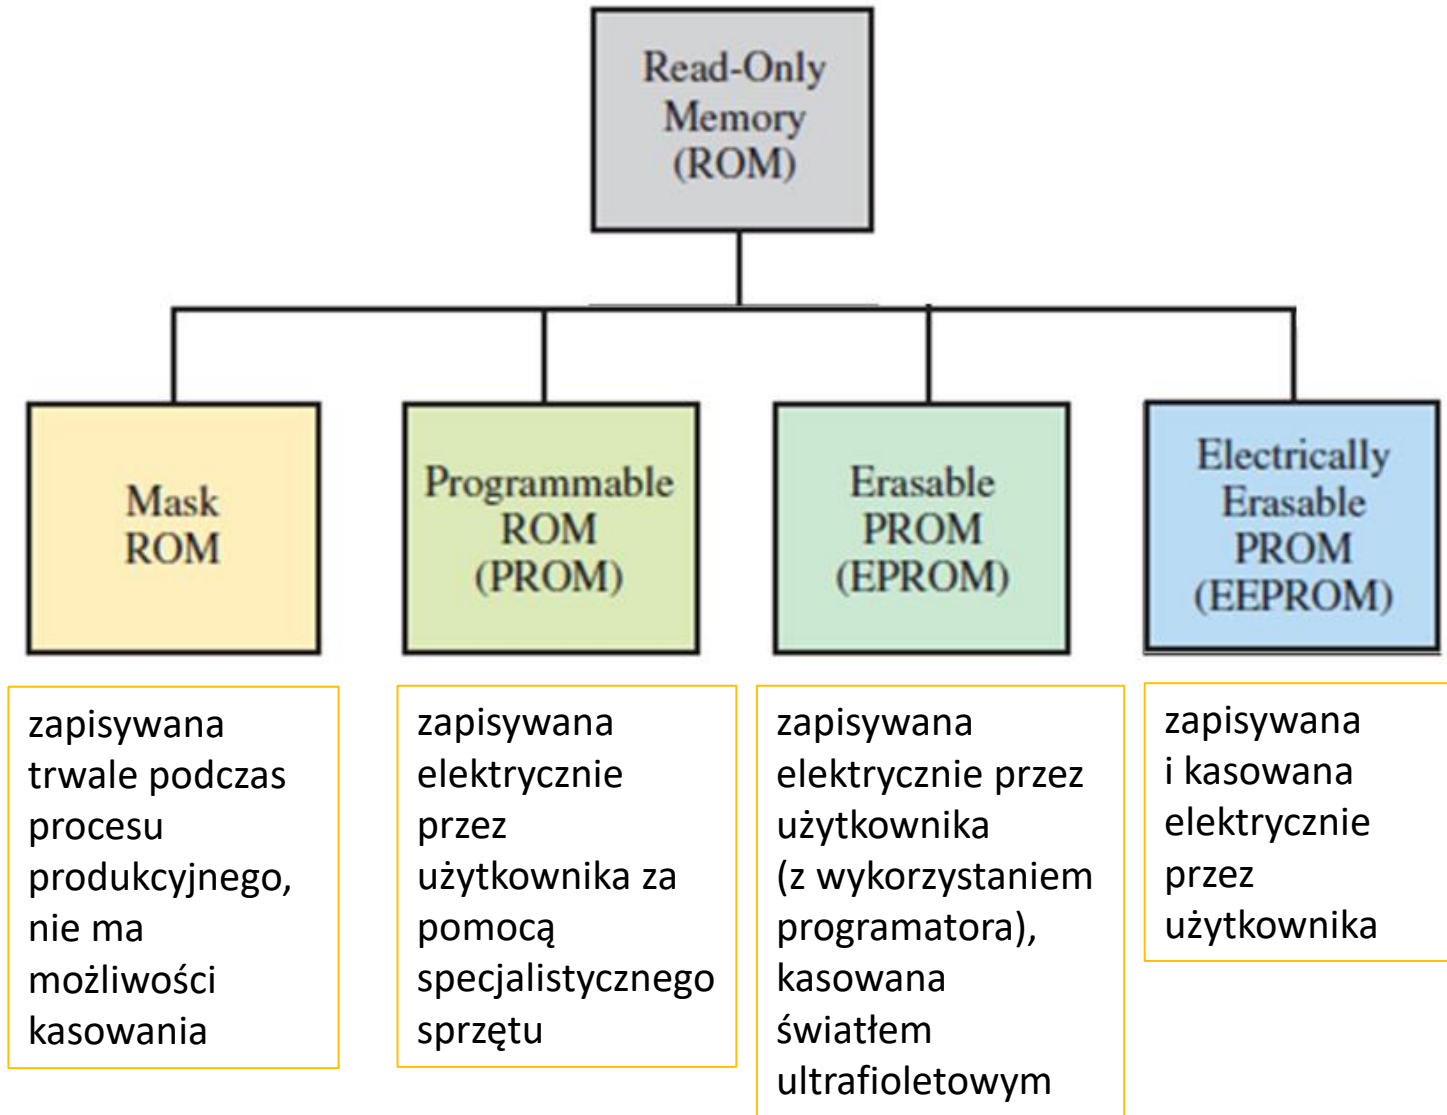 Read-Only
Memory
(ROM)
Mask
ROM
Programmable
ROM
(PROM)
Erasable
PROM
(EPROM)
Electrically
Erasable
PROM
(EEPROM)
zapisywana
trwale podczas
procesu
produkcyjnego,
nie ma
możliwości
kasowania
zapisywana
elektrycznie
przez
użytkownika za
pomocą
specjalistycznego
sprzętu
zapisywana
elektrycznie przez
użytkownika
(z wykorzystaniem
programatora),
kasowana
światłem
ultrafioletowym
zapisywana
i kasowana
elektrycznie
przez
użytkownika